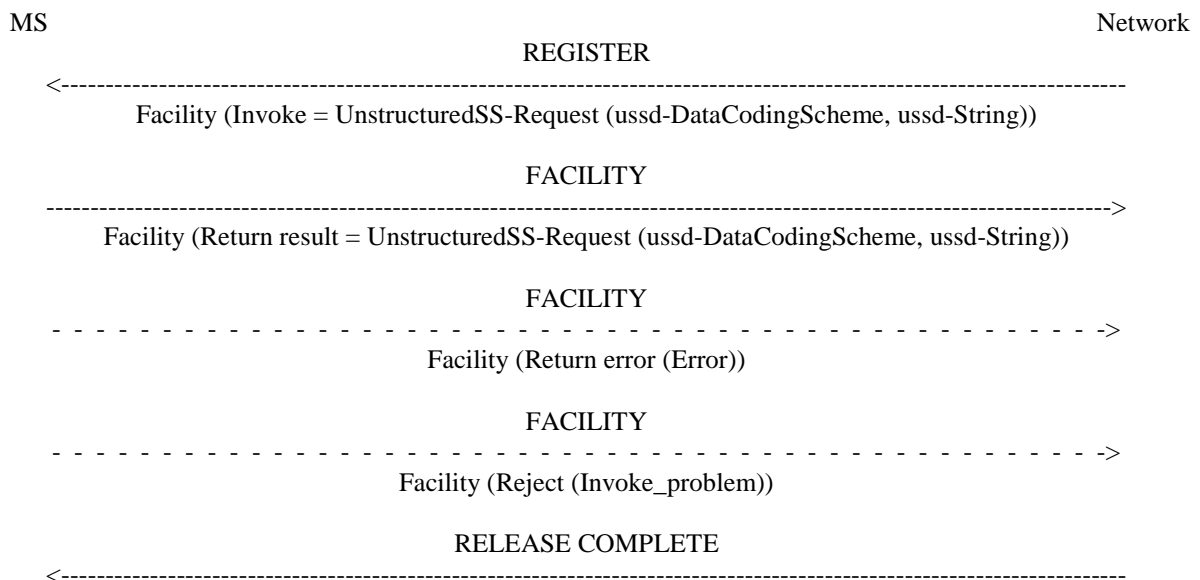 MS Network
REGISTER
Facility (Invoke = UnstructuredSS-Request (ussd-DataCodingScheme, ussd-String))
FACILITY
Facility (Return result = UnstructuredSS-Request (ussd-DataCodingScheme, ussd-String))
FACILITY
Facility (Return error (Error))
FACILITY
Facility (Reject (Invoke_problem))
RELEASE COMPLETE